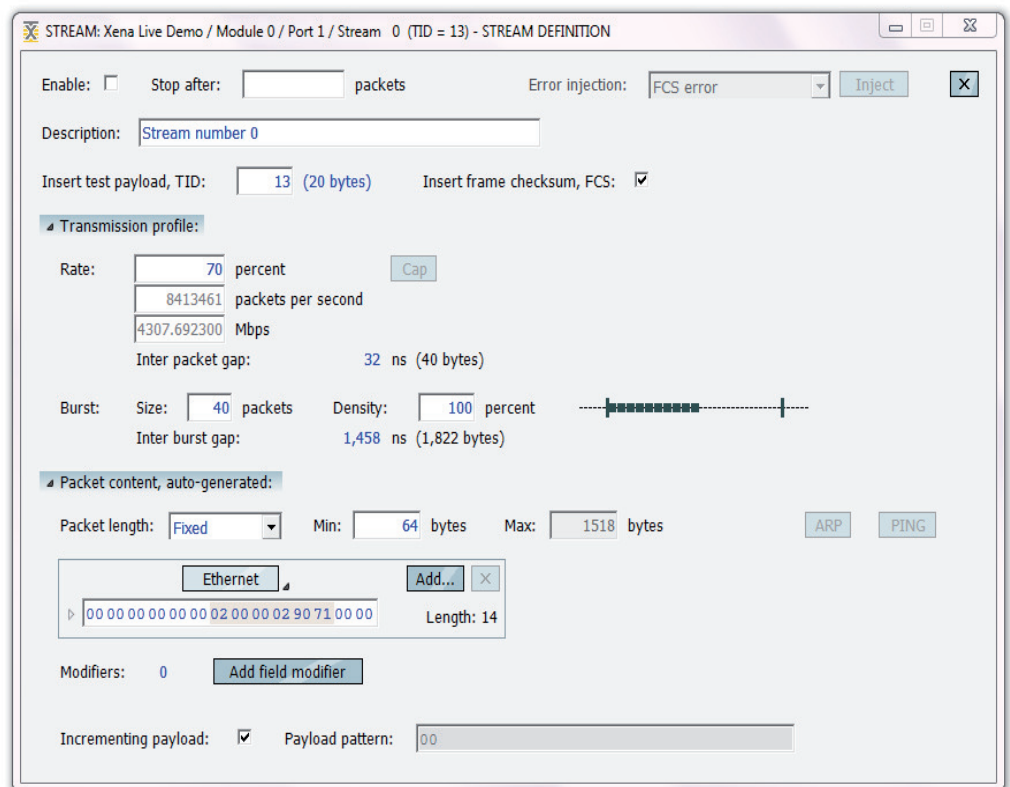 STREAM: Xena Live Demo / Module 0 / Port 1 / Stream 0 (TID = 13) - STREAM DEFINITION
Enable: Stop after: packets Error injection: FCS error Inject X
Description: Stream number 0
Insert test payload, TID: 13 (20 bytes) Insert frame checksum, FCS:
Transmission profile:
Rate: 70 percent Cap
8413461 packets per second
4307.692300 Mbps
Inter packet gap: 32 ns (40 bytes)
Burst: Size: 40 packets Density: 100 percent
Inter burst gap: 1,458 ns (1,822 bytes)
Packet content, auto-generated:
Packet length: Fixed Min: 64 bytes Max: 1518 bytes ARP PING
Ethernet Add... X
00 00 00 00 00 00 02 00 00 02 90 71 00 00 Length: 14
Modifiers: 0 Add field modifier
Incrementing payload: Payload pattern: 00